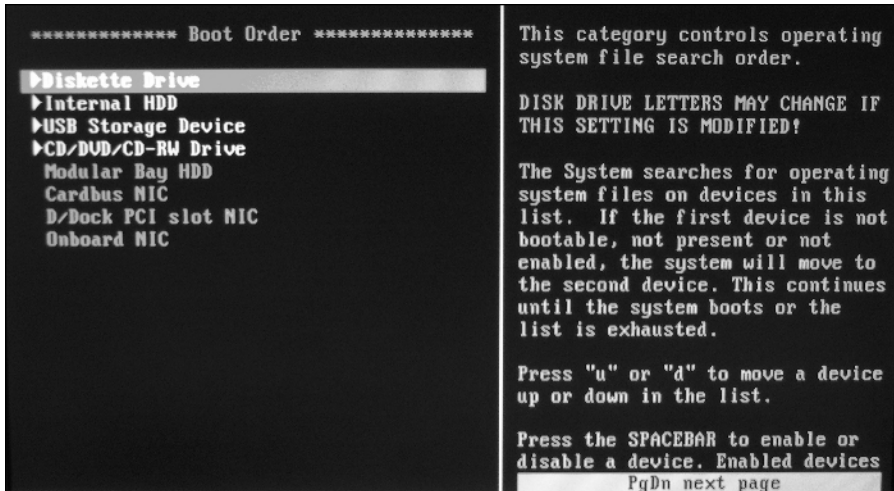 ************* Boot Order **************
Diskette Drive
Internal HDD
USB Storage Device
CD/DVD/CD-RW Drive
Modular Bay HDD
Cardbus NIC
D/Dock PCI slot NIC
Onboard NIC
This category controls operating
system file search order.
DISK DRIVE LETTERS MAY CHANGE IF
THIS SETTING IS MODIFIED!
The System searches for operating
system files on devices in this
list. If the first device is not
bootable, not present or not
enabled, the system will move to
the second device. This continues
until the system boots or the
list is exhausted.
Press "u" or "d" to move a device
up or down in the list.
Press the SPACEBAR to enable or
disable a device. Enabled devices
PgDn next page